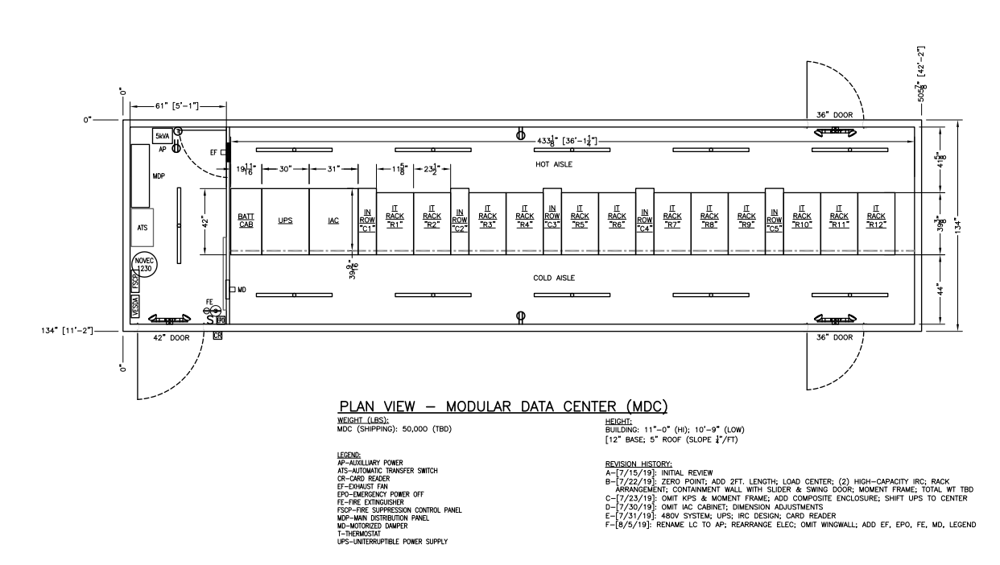 0"
505 7/8" [42'-2"]
61" [5'-1"]
0"
36" DOOR
5kVA
T
AP
EF
433 1/8" [36'-1 1/4"]
41 5/8"
HOT AISLE
MDP
19 11/16"
30"
31"
11 5/8"
23 1/2"
42"
BATT CAB
UPS
IAC
IN ROW "C1"
IT RACK "R1"
IT RACK "R2"
IN ROW "C2"
IT RACK "R3"
IT RACK "R4"
IN ROW "C3"
IT RACK "R5"
IT RACK "R6"
IN ROW "C4"
IT RACK "R7"
IT RACK "R8"
IT RACK "R9"
IN ROW "C5"
IT RACK "R10"
IT RACK "R11"
IT RACK "R12"
39 3/8"
134"
ATS
NOVEC 1230
39 9/16"
FSCP
COLD AISLE
MD
44"
VESDA
FE
S
EPO
134" [11'-2"]
42" DOOR
CR
36" DOOR
0"
PLAN VIEW – MODULAR DATA CENTER (MDC)
WEIGHT (LBS):
MDC (SHIPPING): 50,000 (TBD)
HEIGHT:
BUILDING: 11"-0" (HI); 10'-9" (LOW)
[12" BASE; 5" ROOF (SLOPE 1/4"/FT)
LEGEND:
AP-AUXILLIARY POWER
ATS-AUTOMATIC TRANSFER SWITCH
CR-CARD READER
EF-EXHAUST FAN
EPO-EMERGENCY POWER OFF
FE-FIRE EXTINGUISHER
FSCP-FIRE SUPPRESSION CONTROL PANEL
MDP-MAIN DISTRIBUTION PANEL
MD-MOTORIZED DAMPER
T-THERMOSTAT
UPS-UNITERRUPTIBLE POWER SUPPLY
REVISION HISTORY:
A-[7/15/19]: INITIAL REVIEW
B-[7/22/19]: ZERO POINT; ADD 2FT. LENGTH; LOAD CENTER; (2) HIGH-CAPACITY IRC; RACK
ARRANGEMENT; CONTAINMENT WALL WITH SLIDER & SWING DOOR; MOMENT FRAME; TOTAL WT TBD
C-[7/23/19]: OMIT KPS & MOMENT FRAME; ADD COMPOSITE ENCLOSURE; SHIFT UPS TO CENTER
D-[7/30/19]: OMIT IAC CABINET; DIMENSION ADJUSTMENTS
E-[7/31/19]: 480V SYSTEM; UPS; IRC DESIGN; CARD READER
F-[8/5/19]: RENAME LC TO AP; REARRANGE ELEC; OMIT WINGWALL; ADD EF, EPO, FE, MD, LEGEND